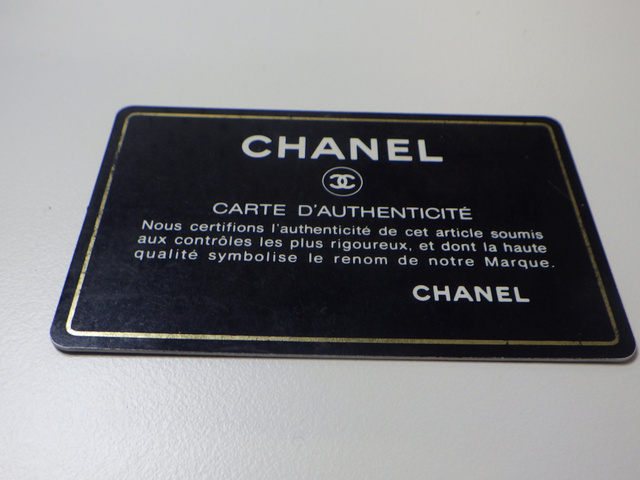 CHANEL
CARTE D'AUTHENTICITÉ
Nous certifions l'authenticité de cet article soumis
aux contrôles les plus rigoureux, et dont la haute
qualité symbolise le renom de notre Marque.
CHANEL